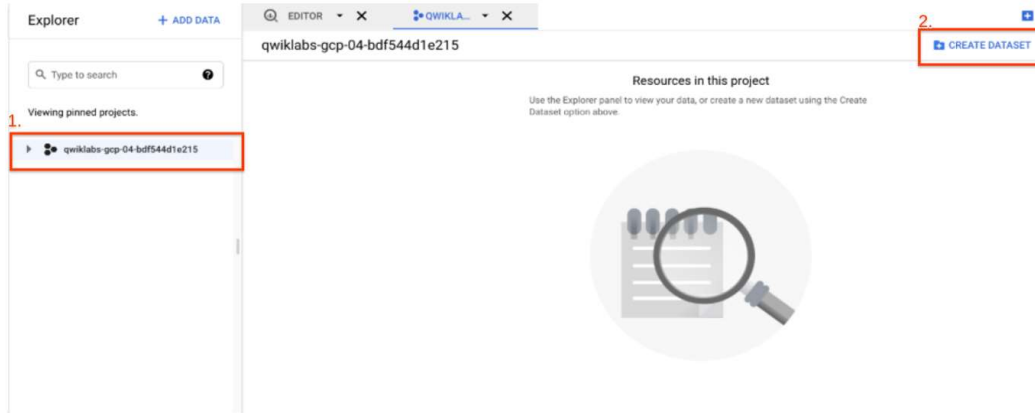 Explorer
+ ADD DATA
Type to search
Viewing pinned projects.
1.
qwiklabs-gcp-04-bdf544d1e215
EDITOR
QWIKLA...
2.
qwiklabs-gcp-04-bdf544d1e215
CREATE DATASET
Resources in this project
Use the Explorer panel to view your data, or create a new dataset using the Create
Dataset option above.